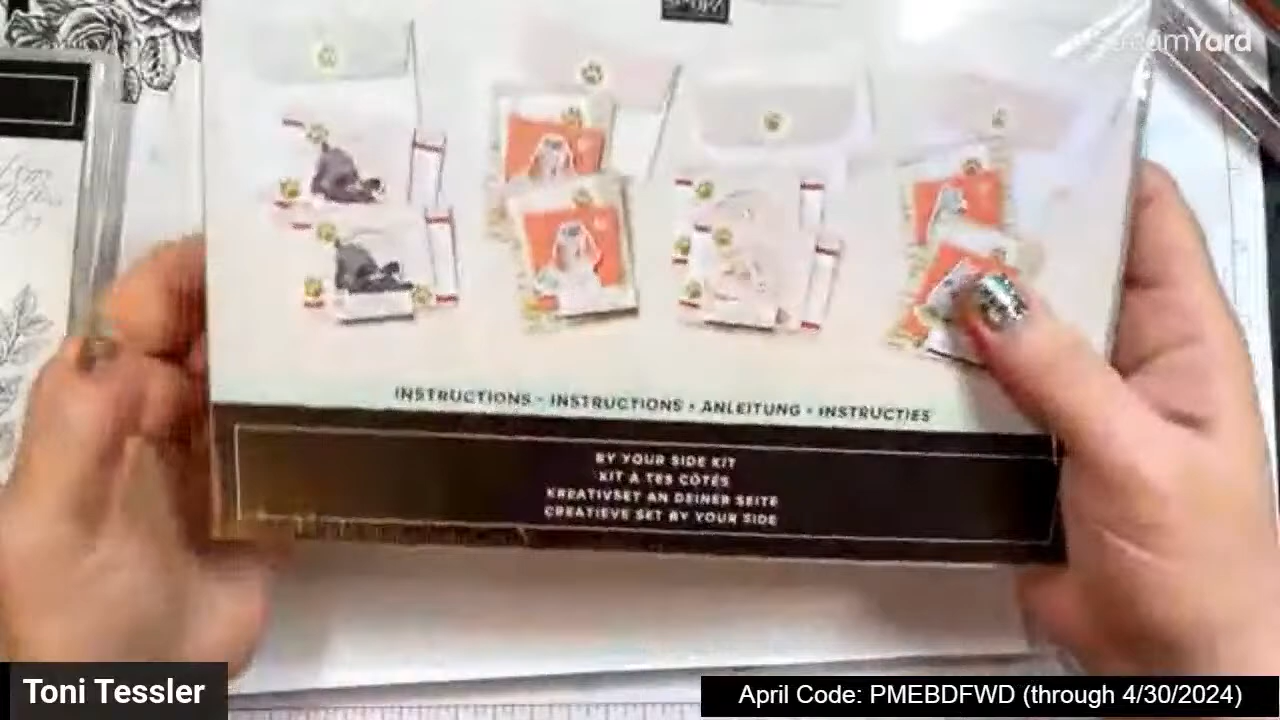 StreamYard
INSTRUCTIONS • INSTRUCTIONS • ANLEITUNG • INSTRUCTIES
BY YOUR SIDE KIT
KIT À TES CÔTÉS
KREATIVSET AN DEINER SEITE
CREATIEVE SET BY YOUR SIDE
Toni Tessler
April Code: PMEBDFWD (through 4/30/2024)